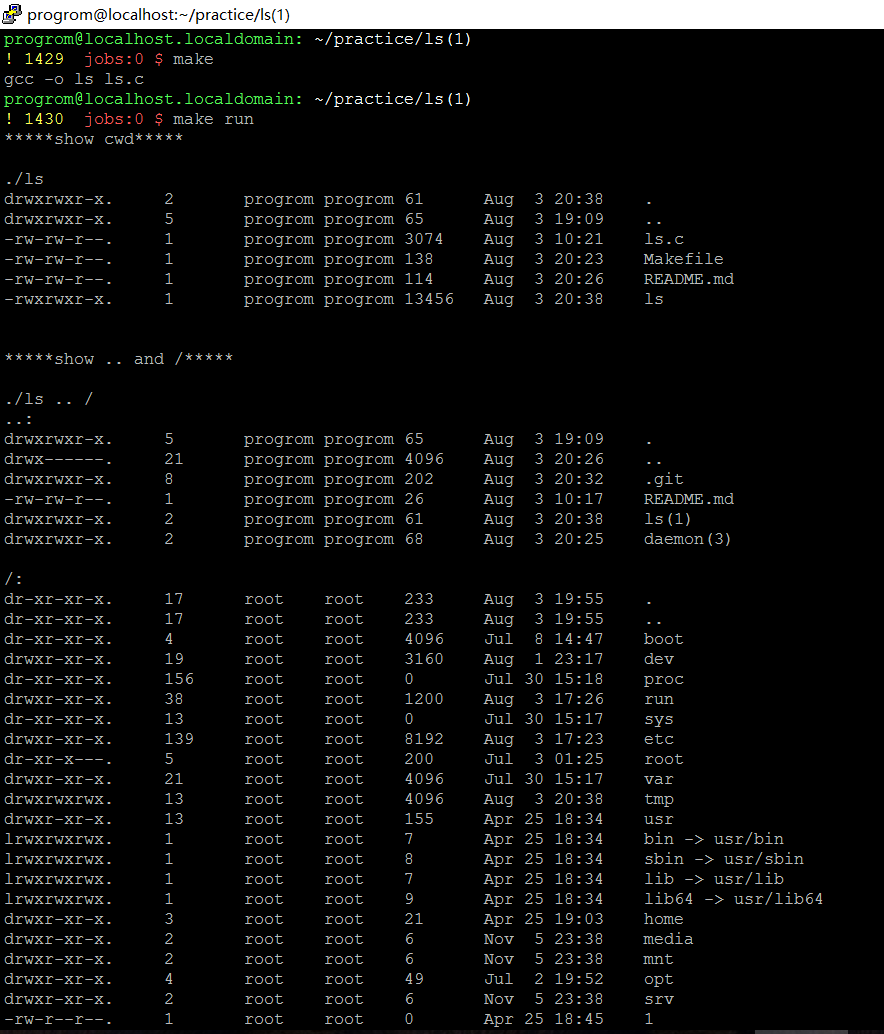 progrom@localhost:~/practice/ls(1)
progrom@localhost.localdomain: ~/practice/ls(1)
! 1429  jobs:0 $ make
gcc -o ls ls.c
progrom@localhost.localdomain: ~/practice/ls(1)
! 1430  jobs:0 $ make run
*****show cwd*****
./ls
drwxrwxr-x.     2       progrom progrom 61      Aug  3 20:38    .
drwxrwxr-x.     5       progrom progrom 65      Aug  3 19:09    ..
-rw-rw-r--.     1       progrom progrom 3074    Aug  3 10:21    ls.c
-rw-rw-r--.     1       progrom progrom 138     Aug  3 20:23    Makefile
-rw-rw-r--.     1       progrom progrom 114     Aug  3 20:26    README.md
-rwxrwxr-x.     1       progrom progrom 13456   Aug  3 20:38    ls
*****show .. and /*****
./ls .. /
..:
drwxrwxr-x.     5       progrom progrom 65      Aug  3 19:09    .
drwx------.     21      progrom progrom 4096    Aug  3 20:26    ..
drwxrwxr-x.     8       progrom progrom 202     Aug  3 20:32    .git
-rw-rw-r--.     1       progrom progrom 26      Aug  3 10:17    README.md
drwxrwxr-x.     2       progrom progrom 61      Aug  3 20:38    ls(1)
drwxrwxr-x.     2       progrom progrom 68      Aug  3 20:25    daemon(3)
/:
dr-xr-xr-x.     17      root    root    233     Aug  3 19:55    .
dr-xr-xr-x.     17      root    root    233     Aug  3 19:55    ..
dr-xr-xr-x.     4       root    root    4096    Jul  8 14:47    boot
drwxr-xr-x.     19      root    root    3160    Aug  1 23:17    dev
dr-xr-xr-x.     156     root    root    0       Jul 30 15:18    proc
drwxr-xr-x.     38      root    root    1200    Aug  3 17:26    run
dr-xr-xr-x.     13      root    root    0       Jul 30 15:17    sys
drwxr-xr-x.     139     root    root    8192    Aug  3 17:23    etc
dr-xr-x---.     5       root    root    200     Jul  3 01:25    root
drwxr-xr-x.     21      root    root    4096    Jul 30 15:17    var
drwxrwxrwx.     13      root    root    4096    Aug  3 20:38    tmp
drwxr-xr-x.     13      root    root    155     Apr 25 18:34    usr
lrwxrwxrwx.     1       root    root    7       Apr 25 18:34    bin -> usr/bin
lrwxrwxrwx.     1       root    root    8       Apr 25 18:34    sbin -> usr/sbin
lrwxrwxrwx.     1       root    root    7       Apr 25 18:34    lib -> usr/lib
lrwxrwxrwx.     1       root    root    9       Apr 25 18:34    lib64 -> usr/lib64
drwxr-xr-x.     3       root    root    21      Apr 25 19:03    home
drwxr-xr-x.     2       root    root    6       Nov  5 23:38    media
drwxr-xr-x.     2       root    root    6       Nov  5 23:38    mnt
drwxr-xr-x.     4       root    root    49      Jul  2 19:52    opt
drwxr-xr-x.     2       root    root    6       Nov  5 23:38    srv
-rw-r--r--.     1       root    root    0       Apr 25 18:45    1